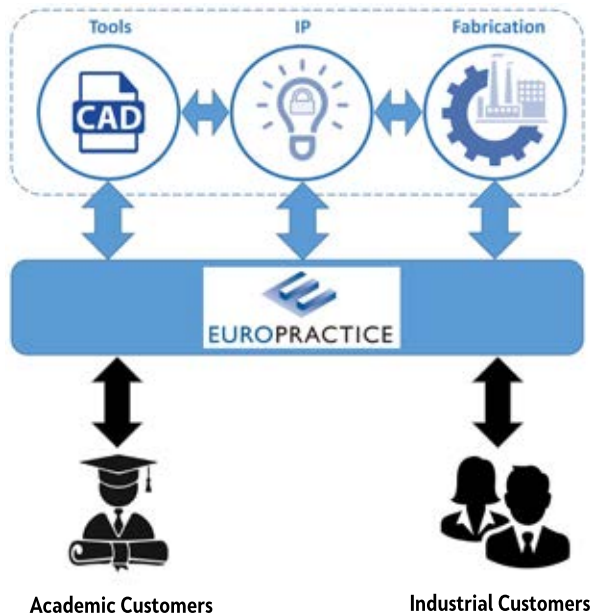 Tools
IP
Fabrication
CAD
EUROPRACTICE
Academic Customers
Industrial Customers